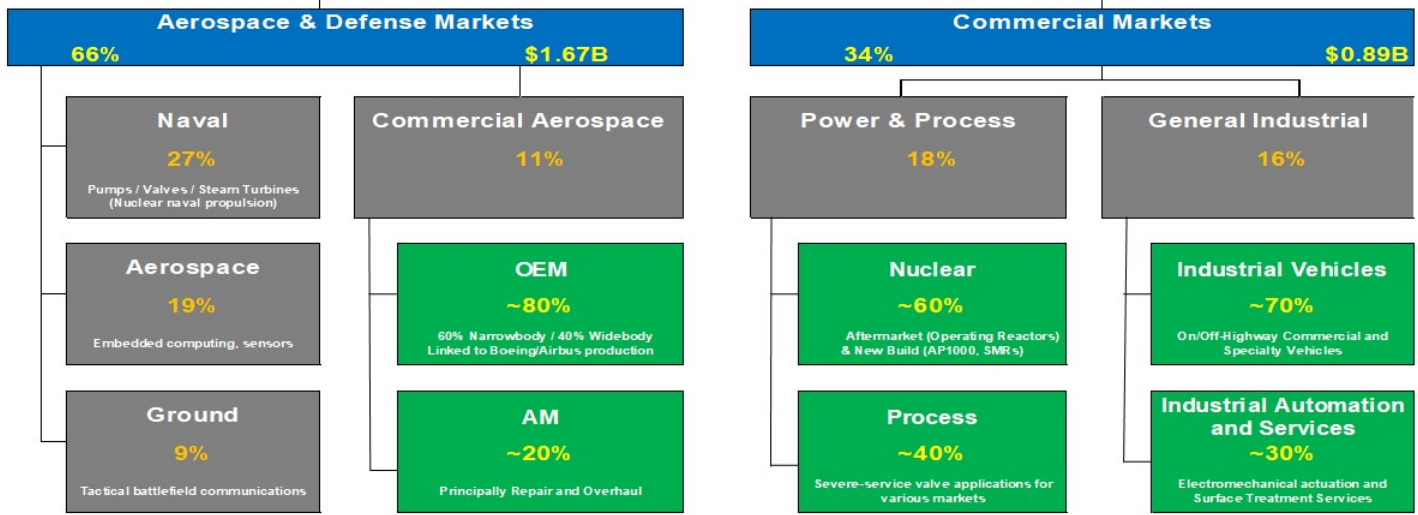 Aerospace & Defense Markets
66% $1.67B
Naval
27%
Pumps / Valves / Steam Turbines
(Nuclear naval propulsion)
Aerospace
19%
Embedded computing, sensors
Ground
9%
Tactical battlefield communications
Commercial Aerospace
11%
OEM
~80%
60% Narrowbody / 40% Widebody
Linked to Boeing/Airbus production
AM
~20%
Principally Repair and Overhaul
Commercial Markets
34% $0.89B
Power & Process
18%
Nuclear
~60%
Aftermarket (Operating Reactors)
& New Build (AP1000, SMRs)
Process
~40%
Severe-service valve applications for
various markets
General Industrial
16%
Industrial Vehicles
~70%
On/Off-Highway Commercial and
Specialty Vehicles
Industrial Automation
and Services
~30%
Electromechanical actuation and
Surface Treatment Services